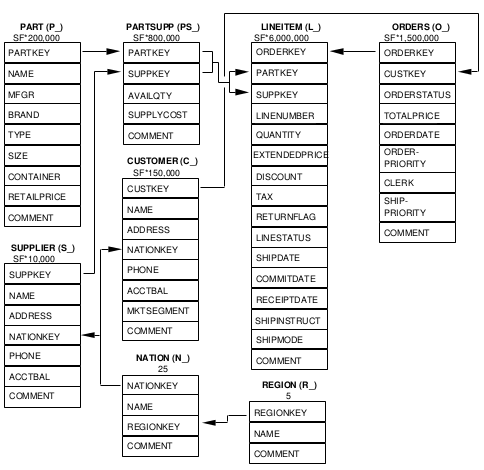 PART (P_)
SF*200,000
PARTKEY
NAME
MFGR
BRAND
TYPE
SIZE
CONTAINER
RETAILPRICE
COMMENT
SUPPLIER (S_)
SF*10,000
SUPPKEY
NAME
ADDRESS
NATIONKEY
PHONE
ACCTBAL
COMMENT
PARTSUPP (PS_)
SF*800,000
PARTKEY
SUPPKEY
AVAILQTY
SUPPLYCOST
COMMENT
CUSTOMER (C_)
SF*150,000
CUSTKEY
NAME
ADDRESS
NATIONKEY
PHONE
ACCTBAL
MKTSEGMENT
COMMENT
NATION (N_)
25
NATIONKEY
NAME
REGIONKEY
COMMENT
LINEITEM (L_)
SF*6,000,000
ORDERKEY
PARTKEY
SUPPKEY
LINENUMBER
QUANTITY
EXTENDEDPRICE
DISCOUNT
TAX
RETURNFLAG
LINESTATUS
SHIPDATE
COMMITDATE
RECEIPTDATE
SHIPINSTRUCT
SHIPMODE
COMMENT
REGION (R_)
5
REGIONKEY
NAME
COMMENT
ORDERS (O_)
SF*1,500,000
ORDERKEY
CUSTKEY
ORDERSTATUS
TOTALPRICE
ORDERDATE
ORDER-
PRIORITY
CLERK
SHIP-
PRIORITY
COMMENT